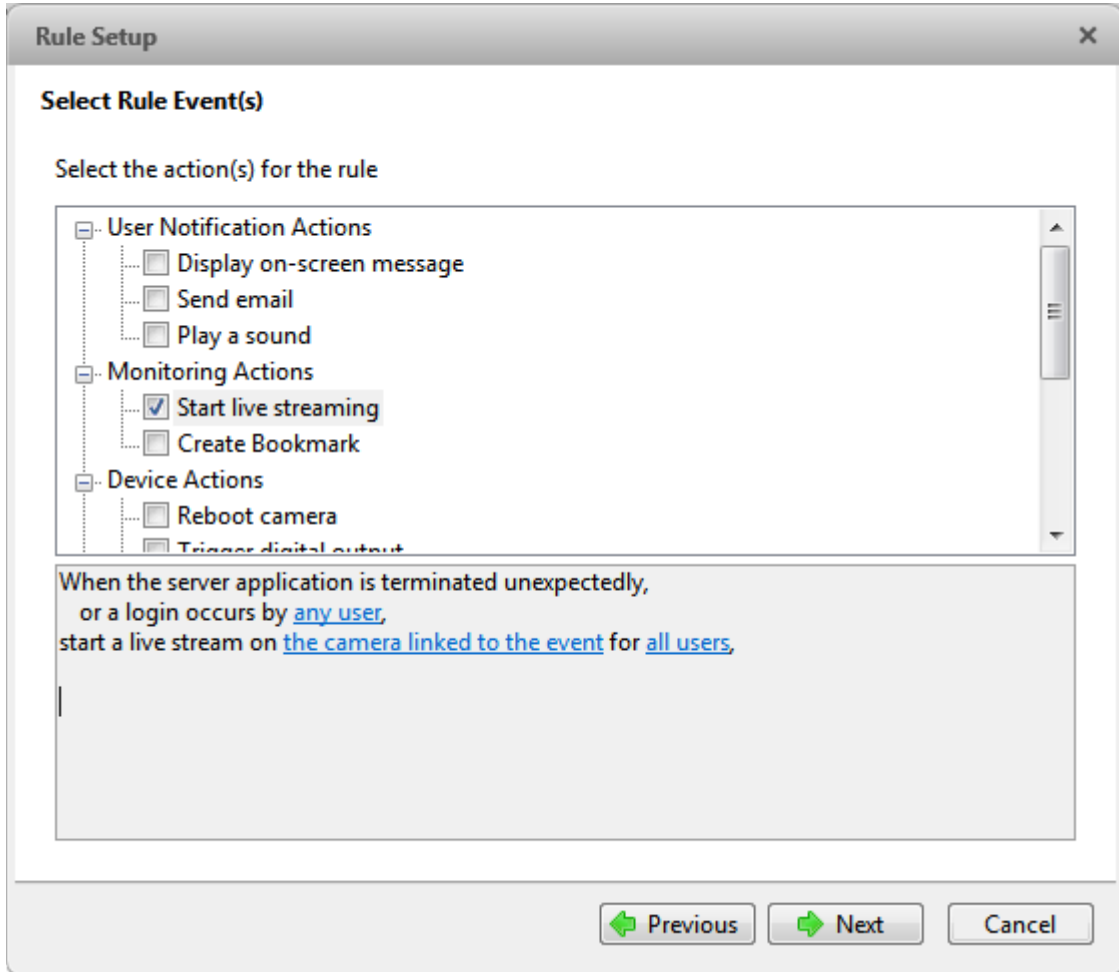 Rule Setup
Select Rule Event(s)
Select the action(s) for the rule
User Notification Actions
Display on-screen message
Send email
Play a sound
Monitoring Actions
Start live streaming
Create Bookmark
Device Actions
Reboot camera
Trigger digital output
When the server application is terminated unexpectedly,
or a login occurs by any user,
start a live stream on the camera linked to the event for all users,
Previous
Next
Cancel